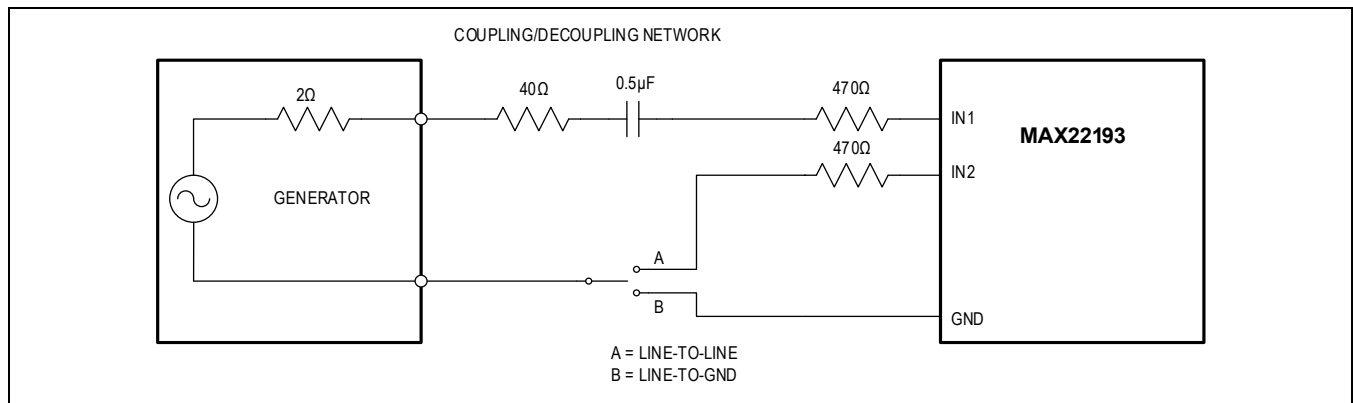 COUPLING/DECOUPLING NETWORK
2Ω
40Ω
0.5µF
470Ω
IN1
MAX22193
470Ω
IN2
GENERATOR
A
B
GND
A = LINE-TO-LINE
B = LINE-TO-GND